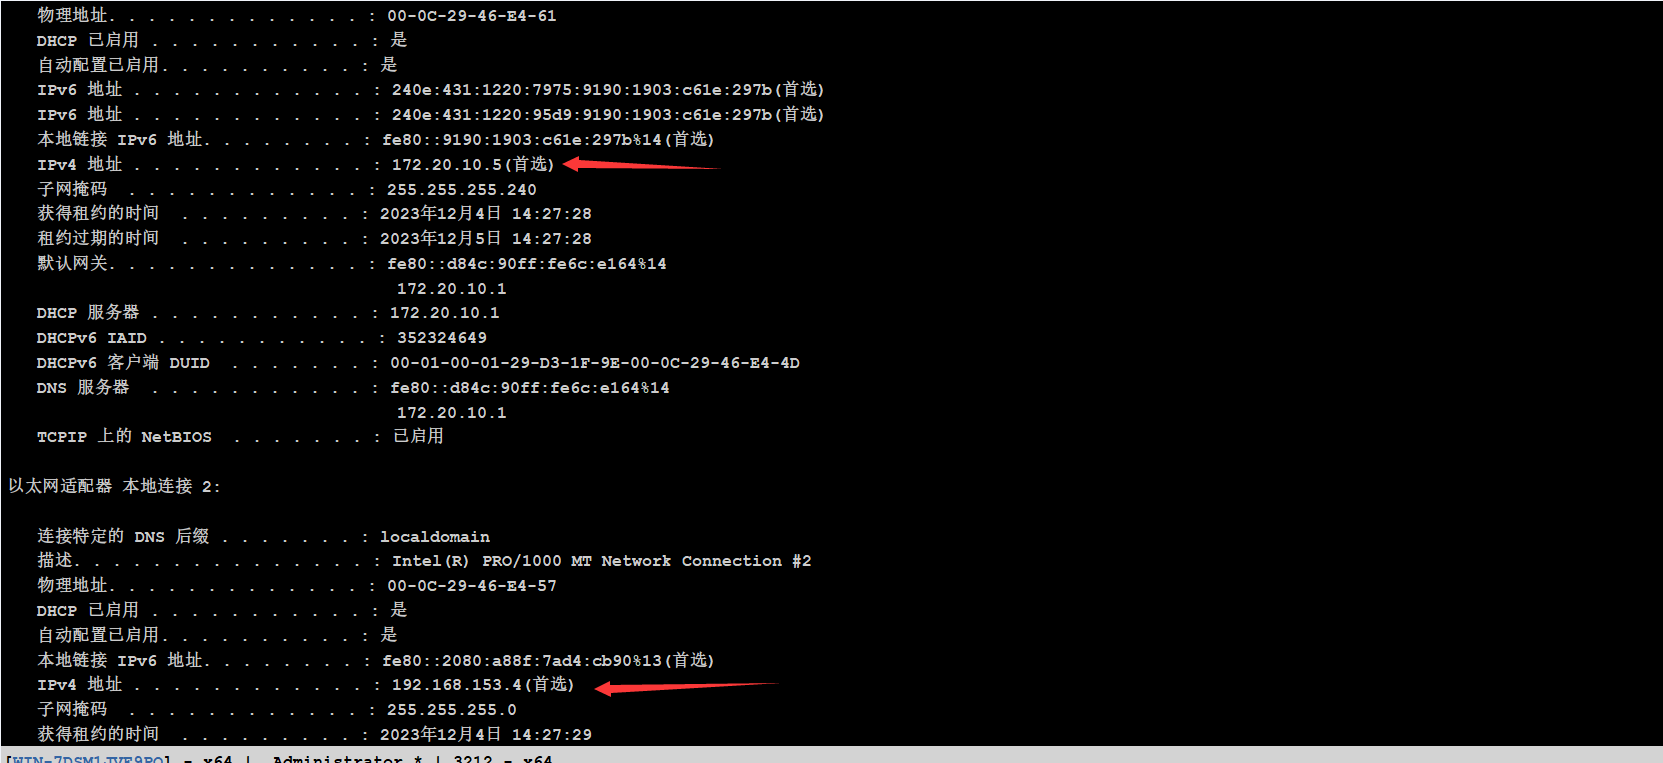 物理地址. . . . . . . . . . . . . : 00-0C-29-46-E4-61
DHCP 已启用 . . . . . . . . . . . : 是
自动配置已启用. . . . . . . . . . : 是
IPv6 地址 . . . . . . . . . . . . : 240e:431:1220:7975:9190:1903:c61e:297b(首选)
IPv6 地址 . . . . . . . . . . . . : 240e:431:1220:95d9:9190:1903:c61e:297b(首选)
本地链接 IPv6 地址. . . . . . . . : fe80::9190:1903:c61e:297b%14(首选)
IPv4 地址 . . . . . . . . . . . . : 172.20.10.5(首选)
子网掩码  . . . . . . . . . . . . : 255.255.255.240
获得租约的时间  . . . . . . . . . : 2023年12月4日 14:27:28
租约过期的时间  . . . . . . . . . : 2023年12月5日 14:27:28
默认网关. . . . . . . . . . . . . : fe80::d84c:90ff:fe6c:e164%14
172.20.10.1
DHCP 服务器 . . . . . . . . . . . : 172.20.10.1
DHCPv6 IAID . . . . . . . . . . . : 352324649
DHCPv6 客户端 DUID  . . . . . . . : 00-01-00-01-29-D3-1F-9E-00-0C-29-46-E4-4D
DNS 服务器  . . . . . . . . . . . : fe80::d84c:90ff:fe6c:e164%14
172.20.10.1
TCPIP 上的 NetBIOS  . . . . . . . : 已启用
以太网适配器 本地连接 2:
连接特定的 DNS 后缀 . . . . . . . : localdomain
描述. . . . . . . . . . . . . . . : Intel(R) PRO/1000 MT Network Connection #2
物理地址. . . . . . . . . . . . . : 00-0C-29-46-E4-57
DHCP 已启用 . . . . . . . . . . . : 是
自动配置已启用. . . . . . . . . . : 是
本地链接 IPv6 地址. . . . . . . . : fe80::2080:a88f:7ad4:cb90%13(首选)
IPv4 地址 . . . . . . . . . . . . : 192.168.153.4(首选)
子网掩码  . . . . . . . . . . . . : 255.255.255.0
获得租约的时间  . . . . . . . . . : 2023年12月4日 14:27:29
- x64 | Administrator * | 3212 - x64